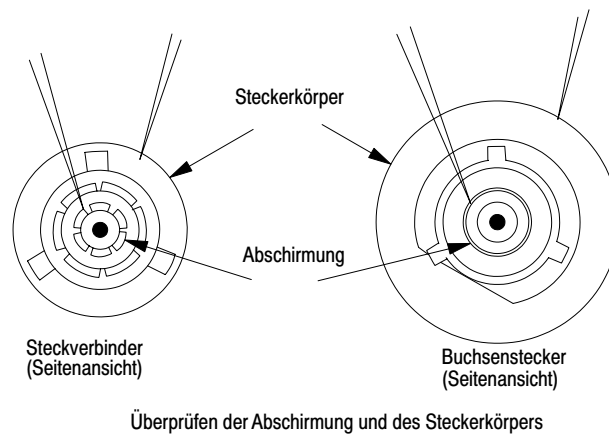 Steckerkörper
Abschirmung
Steckverbinder
(Seitenansicht)
Buchsenstecker
(Seitenansicht)
Überprüfen der Abschirmung und des Steckerkörpers